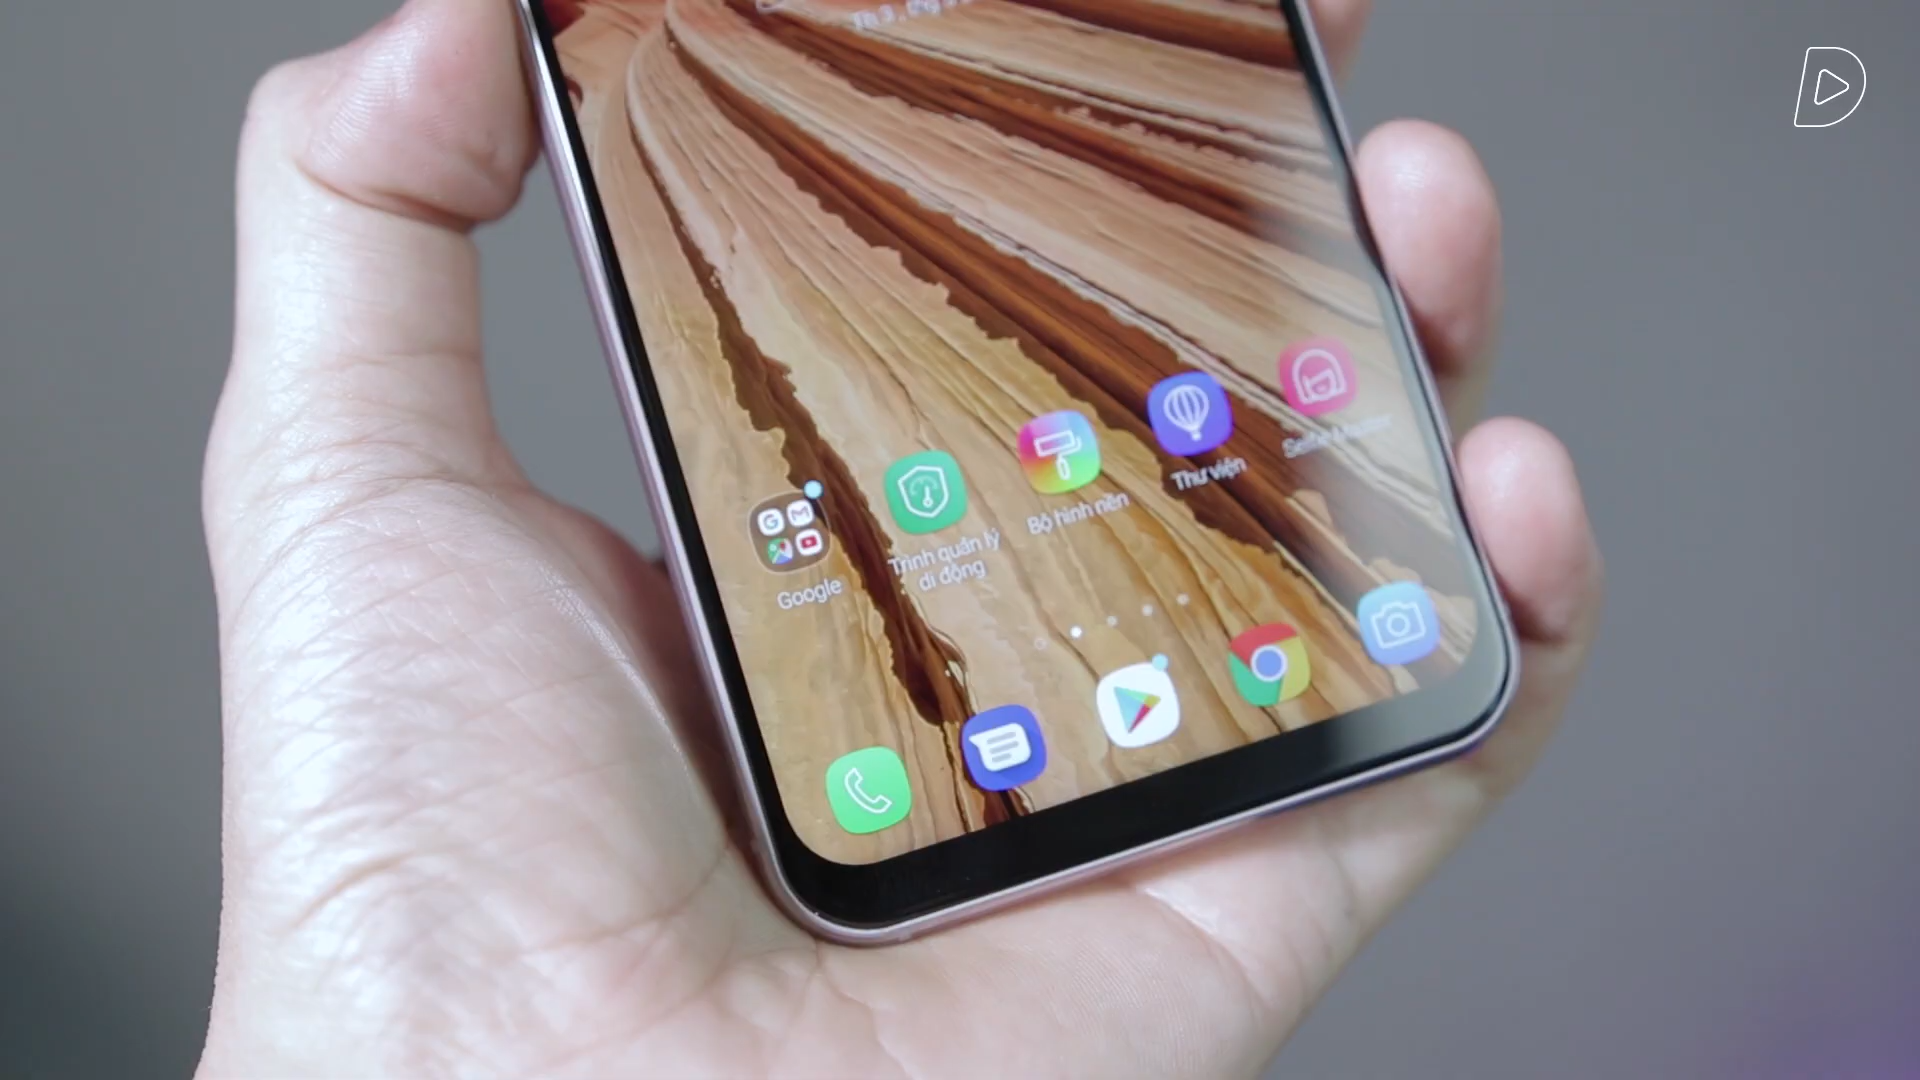 Google
Trình quản lý
di động
Bộ hình nền
Thư viện